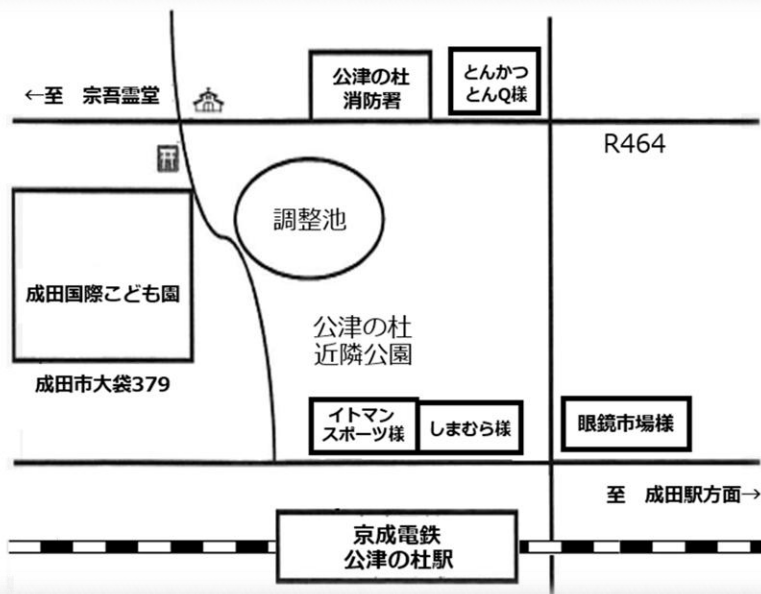 公津の杜
消防署
とんかつ
とんQ様
←至　宗吾霊堂
R464
調整池
成田国際こども園
公津の杜
近隣公園
成田市大袋379
イトマン
スポーツ様
しまむら様
眼鏡市場様
至　成田駅方面→
京成電鉄
公津の杜駅